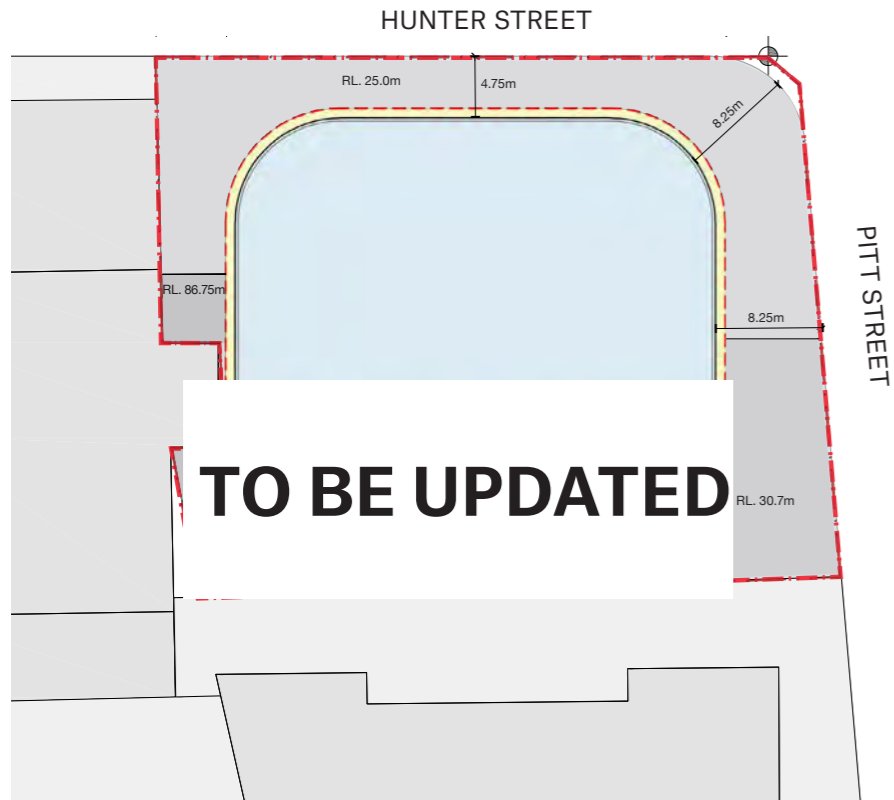 HUNTER STREET
RL. 25.0m
4.75m
8.25m
PITT STREET
RL. 86.75m
8.25m
TO BE UPDATED
RL. 30.7m